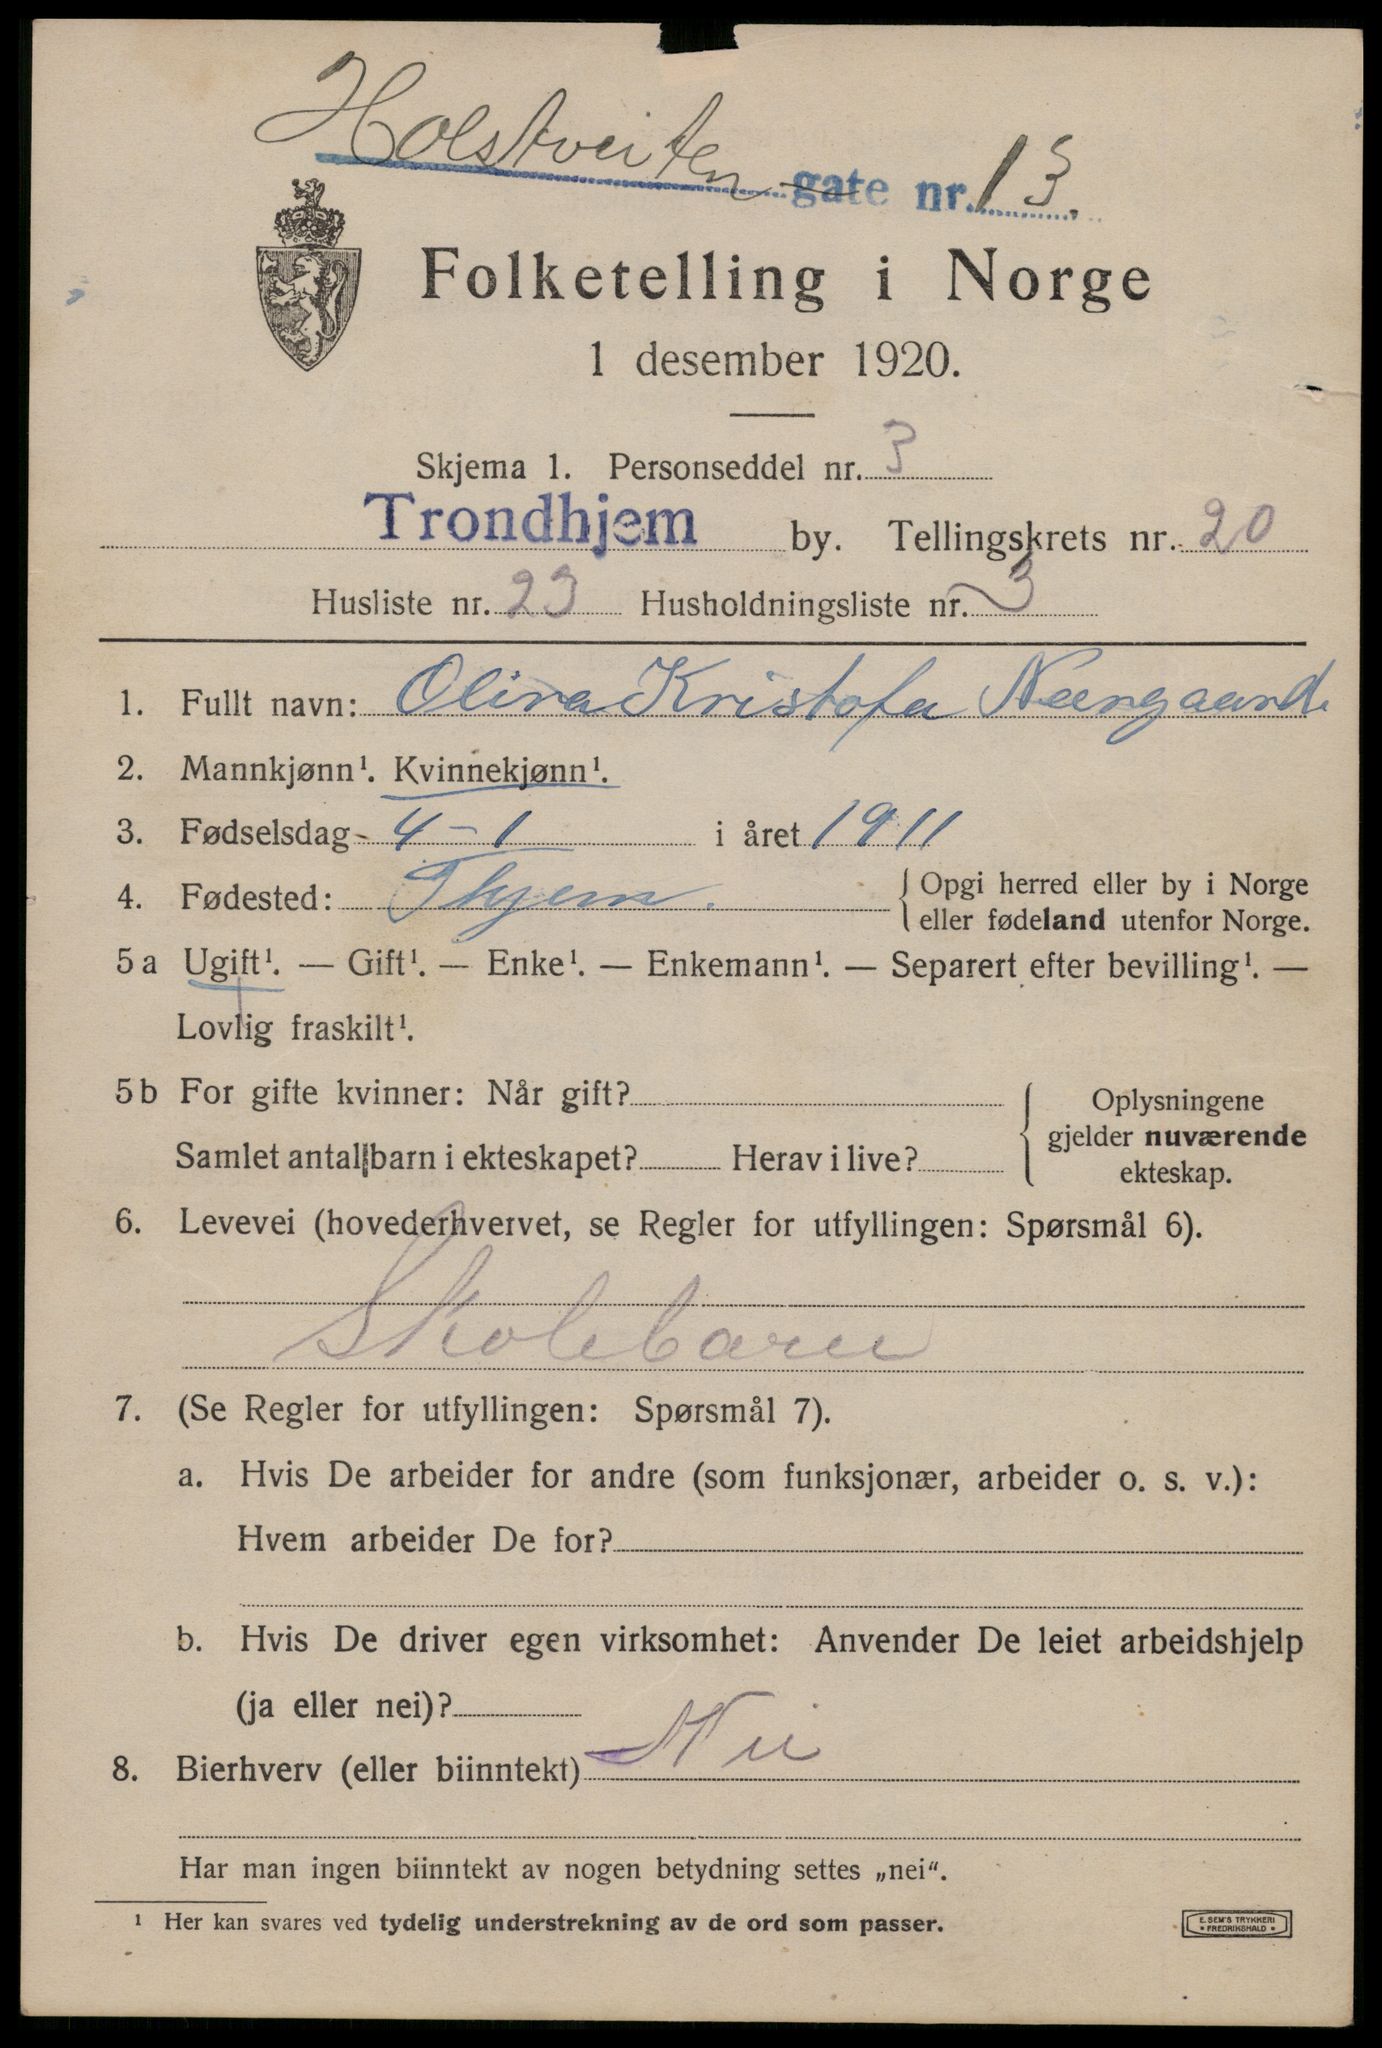 Holstveiten gate nr. 13.
Folketelling i Norge
1 desember 1920.
Skjema 1. Personseddel nr. 3
Trondhjem by. Tellingskrets nr. 20
Husliste nr. 23 Husholdningsliste nr. 3
1. Fullt navn: Oliva Kristofa Neergaard.
2. Mannkjønn¹. Kvinnekjønn¹.
3. Fødselsdag 4-1 i året 1911
4. Fødested: Thjem. Opgi herred eller by i Norge
eller fødeland utenfor Norge.
5a Ugift¹. — Gift¹. — Enke¹. — Enkemann¹. — Separert efter bevilling¹. —
Lovlig fraskilt¹.
5b For gifte kvinner: Når gift? Oplysningene
gjelder nuværende
Samlet antall barn i ekteskapet? Herav i live?
ekteskap.
6. Levevei (hovederhvervet, se Regler for utfyllingen: Spørsmål 6).
Skolebarn
7. (Se Regler for utfyllingen: Spørsmål 7).
a. Hvis De arbeider for andre (som funksjonær, arbeider o. s. v.):
Hvem arbeider De for?
b. Hvis De driver egen virksomhet: Anvender De leiet arbeidshjelp
(ja eller nei)?
8. Bierhverv (eller biinntekt) Nei
Har man ingen biinntekt av nogen betydning settes „nei“.
¹ Her kan svares ved tydelig understrekning av de ord som passer.
E. SEM'S TRYKKERI
* FREDRIKSHALD *